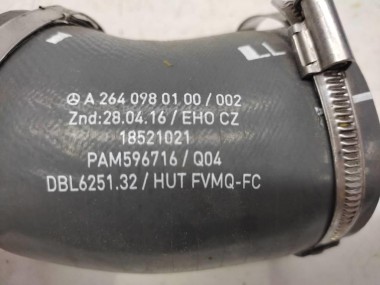 A 264 098 01 00 / 002
Znd:28.04.16 / EHO CZ
18521021
PAM596716 / Q04
DBL6251.32 / HUT FVMQ-FC